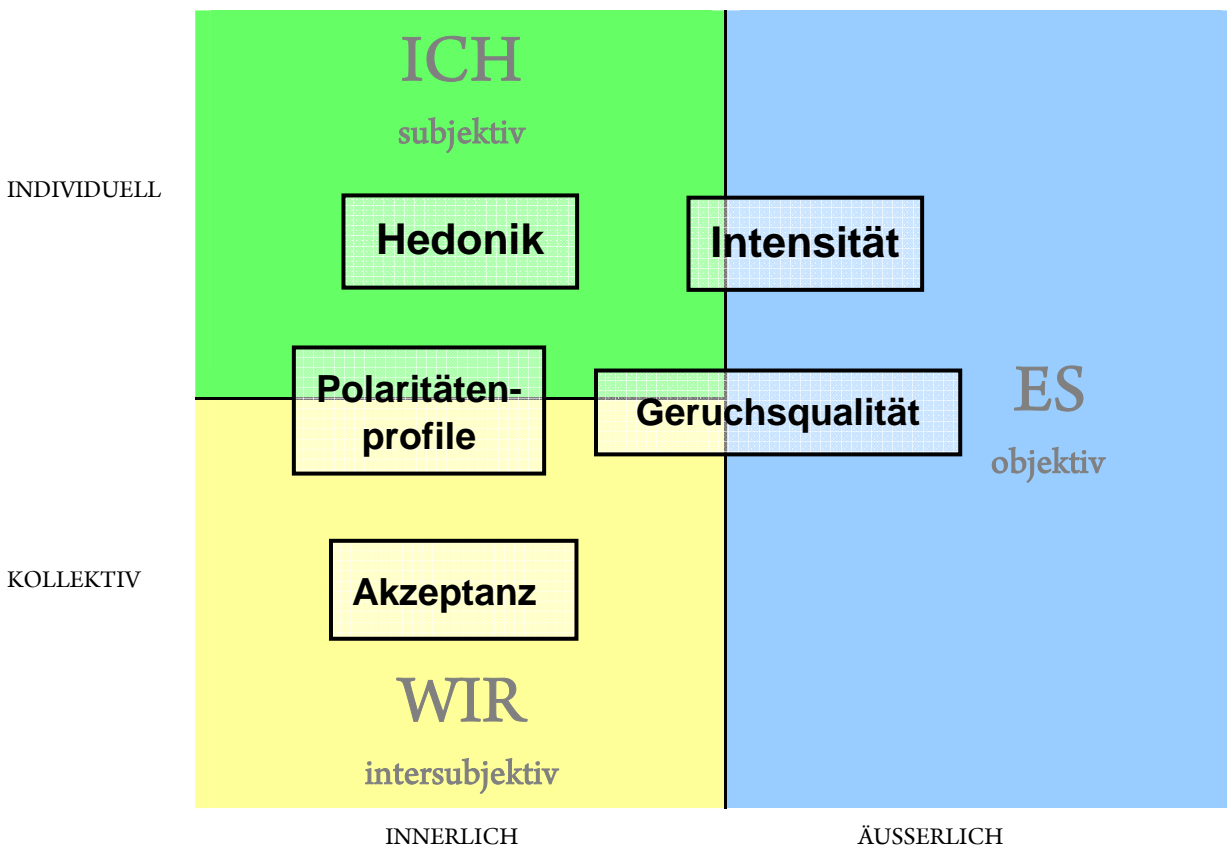 ICH
subjektiv
INDIVIDUELL
Hedonik
Intensität
Polaritäten-
profile
Geruchsqualität
ES
objektiv
Akzeptanz
KOLLEKTIV
WIR
intersubjektiv
INNERLICH
ÄUSSERLICH